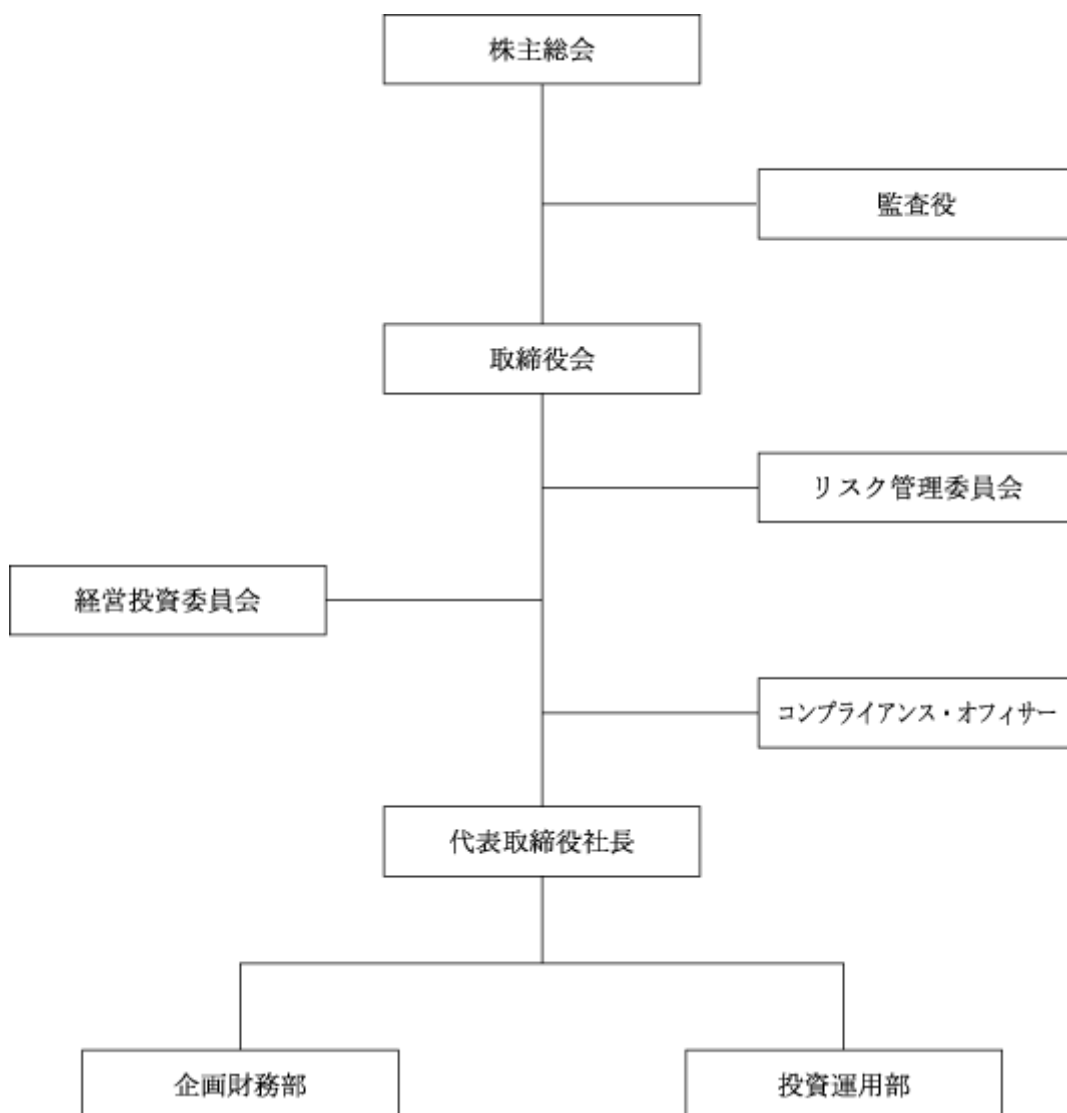 株主総会
監査役
取締役会
リスク管理委員会
経営投資委員会
コンプライアンス・オフィサー
代表取締役社長
企画財務部
投資運用部